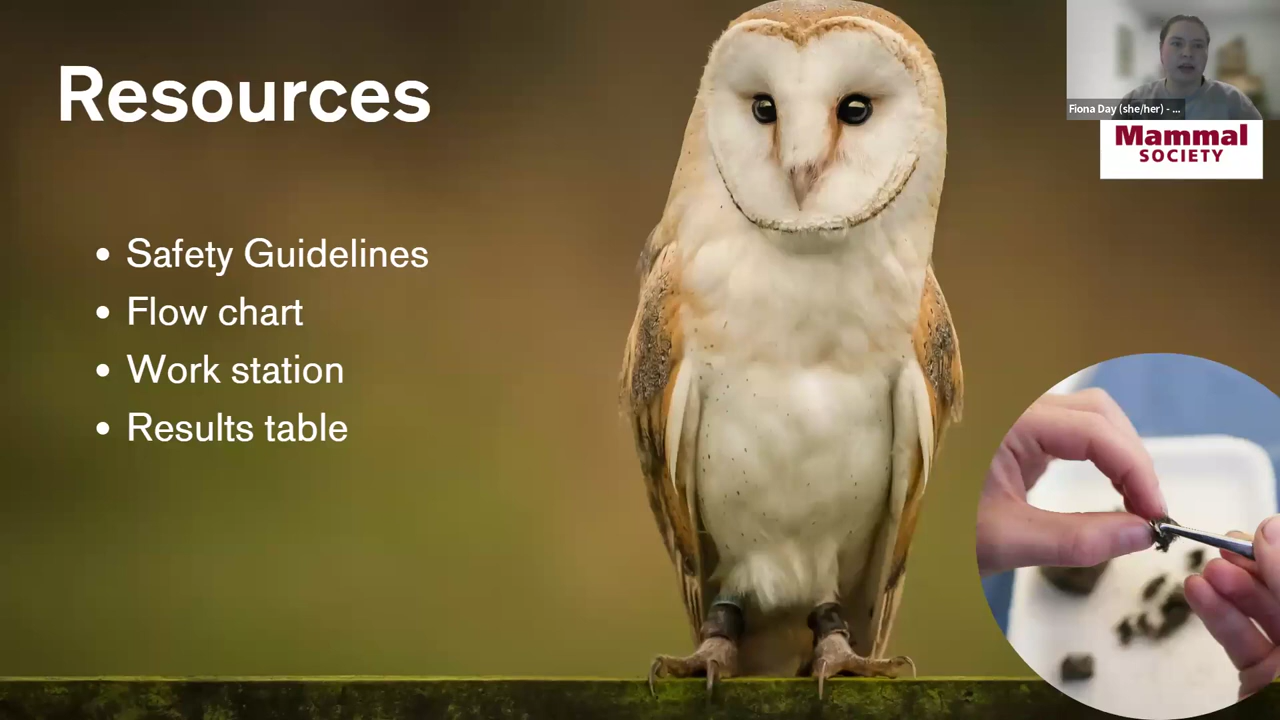 Resources
Fiona Day (she/her) - ...
Mammal
SOCIETY
• Safety Guidelines
• Flow chart
• Work station
• Results table